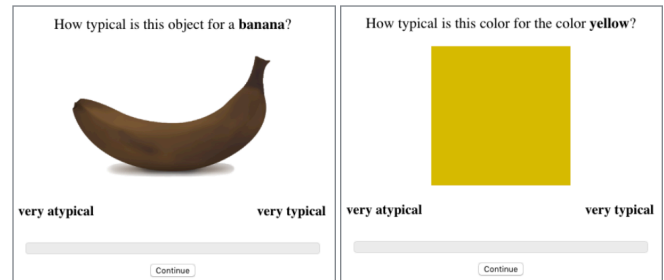 How typical is this object for a banana?
very atypical very typical
Continue
How typical is this color for the color yellow?
very atypical very typical
Continue